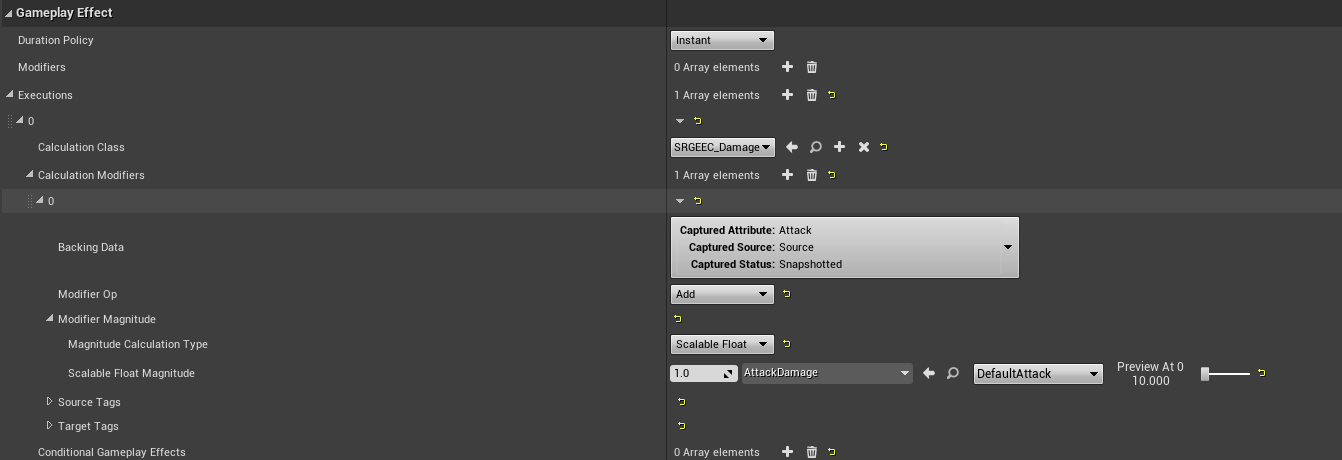 Gameplay Effect
Duration Policy Instant
Modifiers 0 Array elements
Executions 1 Array elements
0
Calculation Class SRGEEC_Damage
Calculation Modifiers 1 Array elements
0
Captured Attribute: Attack
Backing Data Captured Source: Source
Captured Status: Snapshotted
Modifier Op Add
Modifier Magnitude
Magnitude Calculation Type Scalable Float
Scalable Float Magnitude 1.0 AttackDamage DefaultAttack Preview At 0
10.000
Source Tags
Target Tags
Conditional Gameplay Effects 0 Array elements